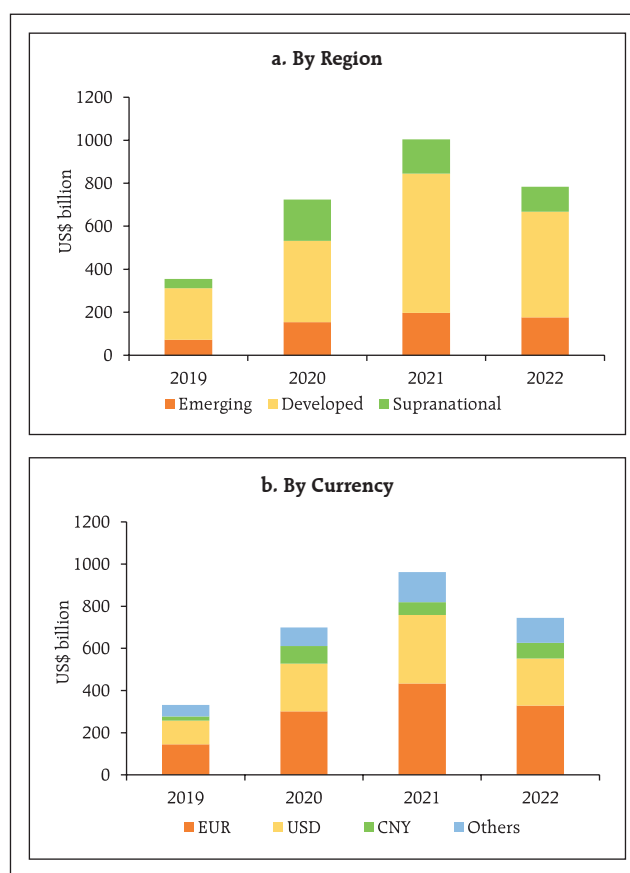 a. By Region
US$ billion
1200
1000
800
600
400
200
0
2019 2020 2021 2022
Emerging Developed Supranational
b. By Currency
US$ billion
1200
1000
800
600
400
200
0
2019 2020 2021 2022
EUR USD CNY Others